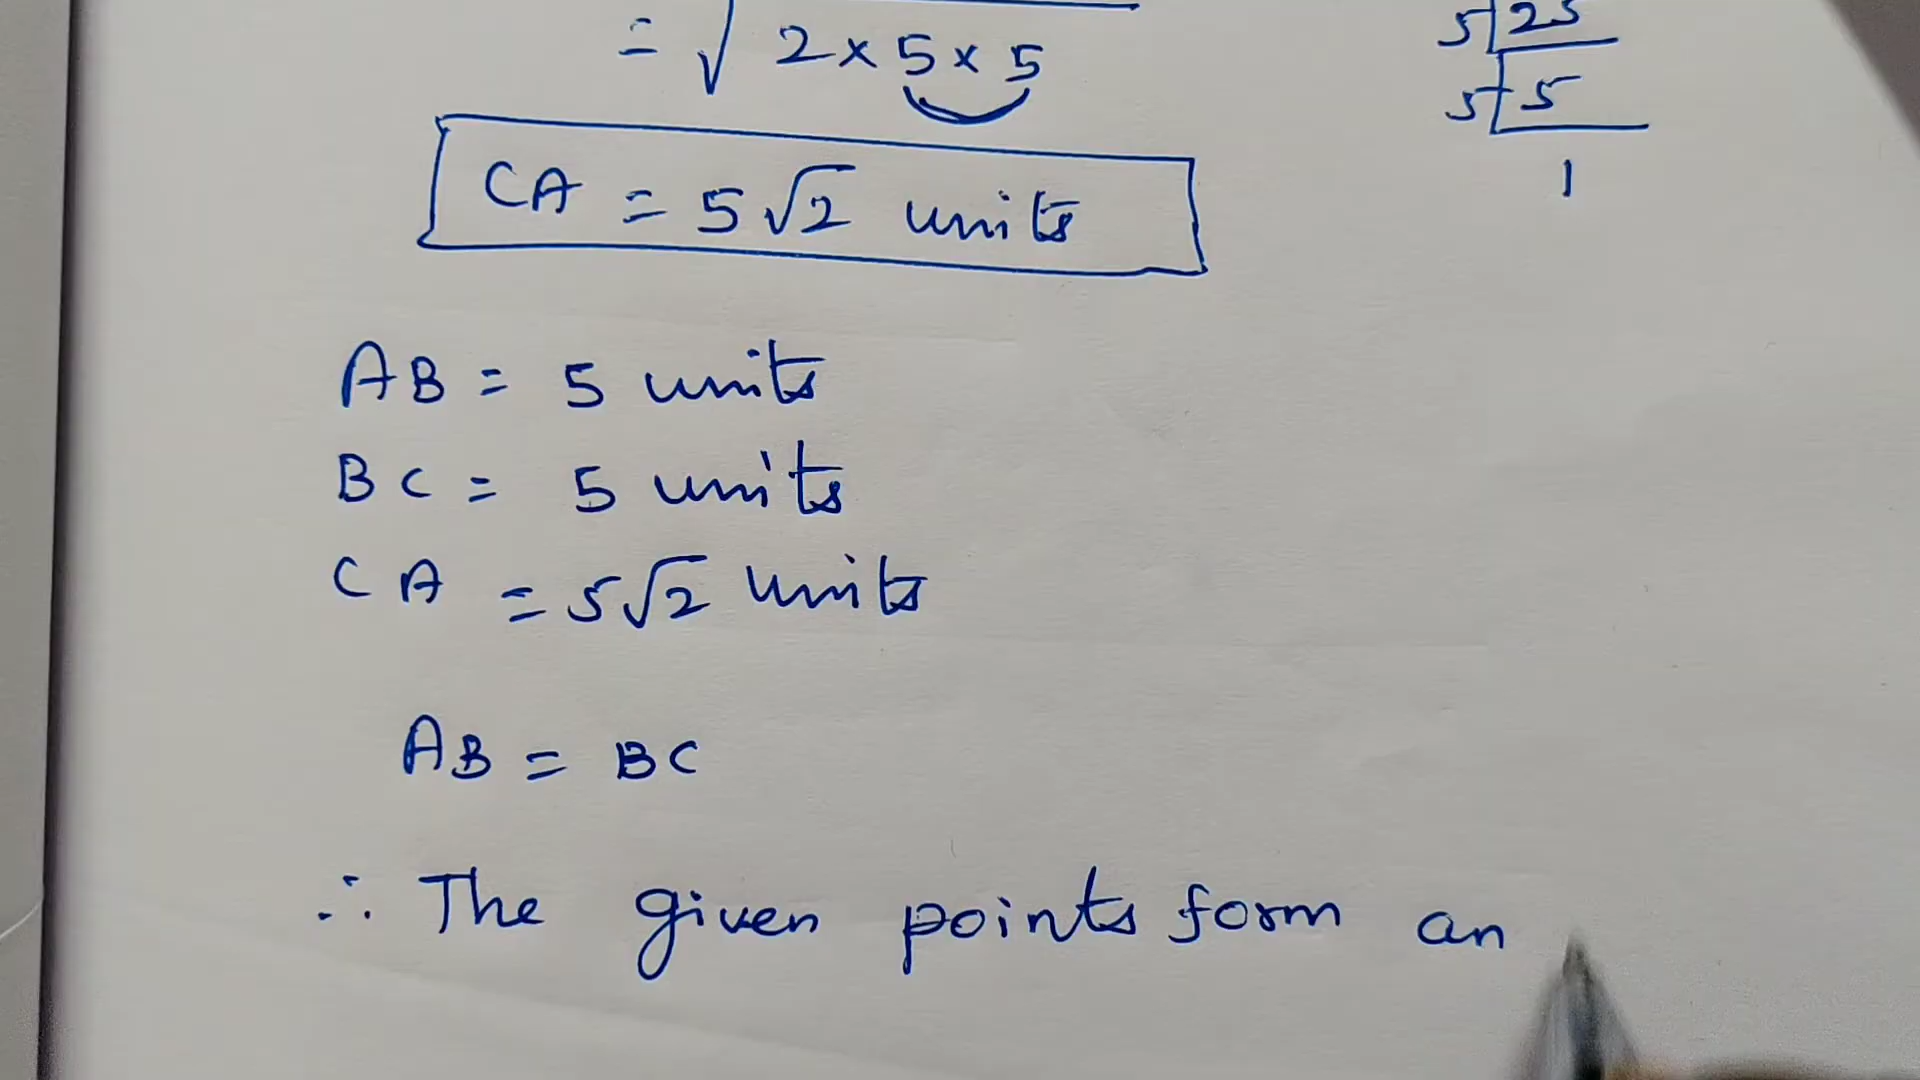 = √2×5×5
5 25
5 5
1
CA = 5√2 units
AB = 5 units
BC = 5 units
CA = 5√2 units
AB = BC
∴ The given points form an